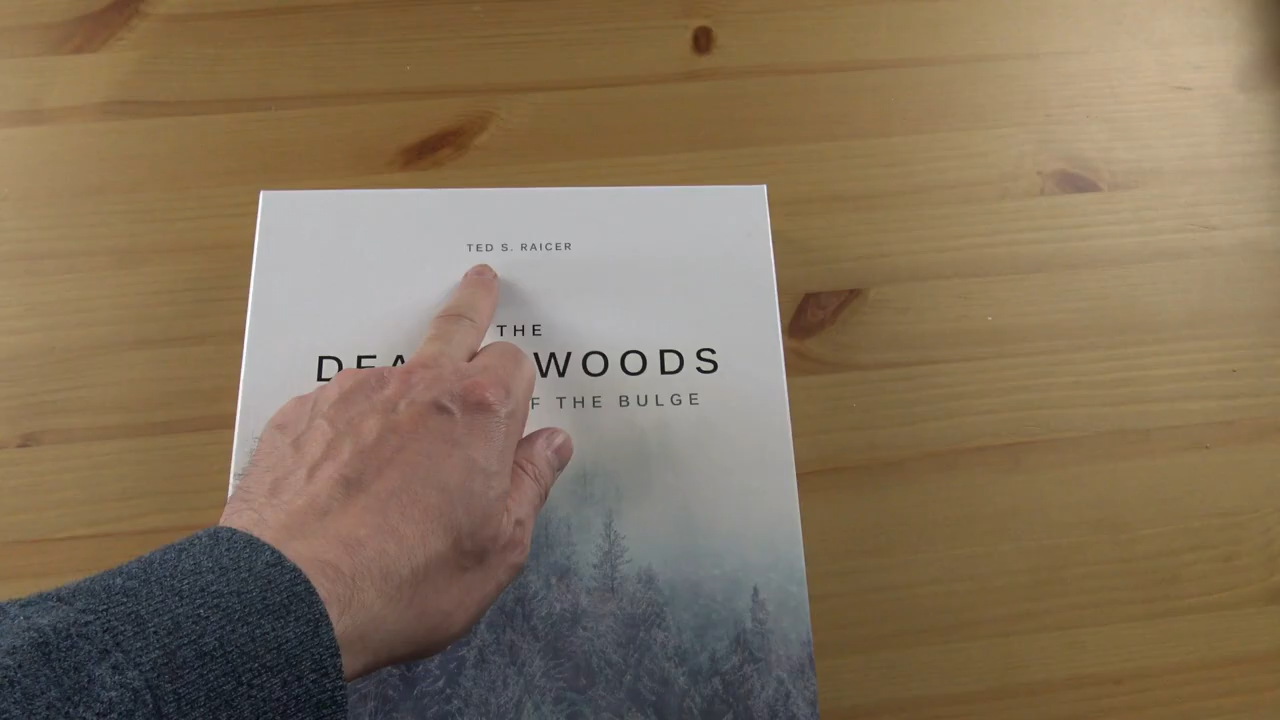 TED S. RAICER
THE
WOODS
THE BULGE